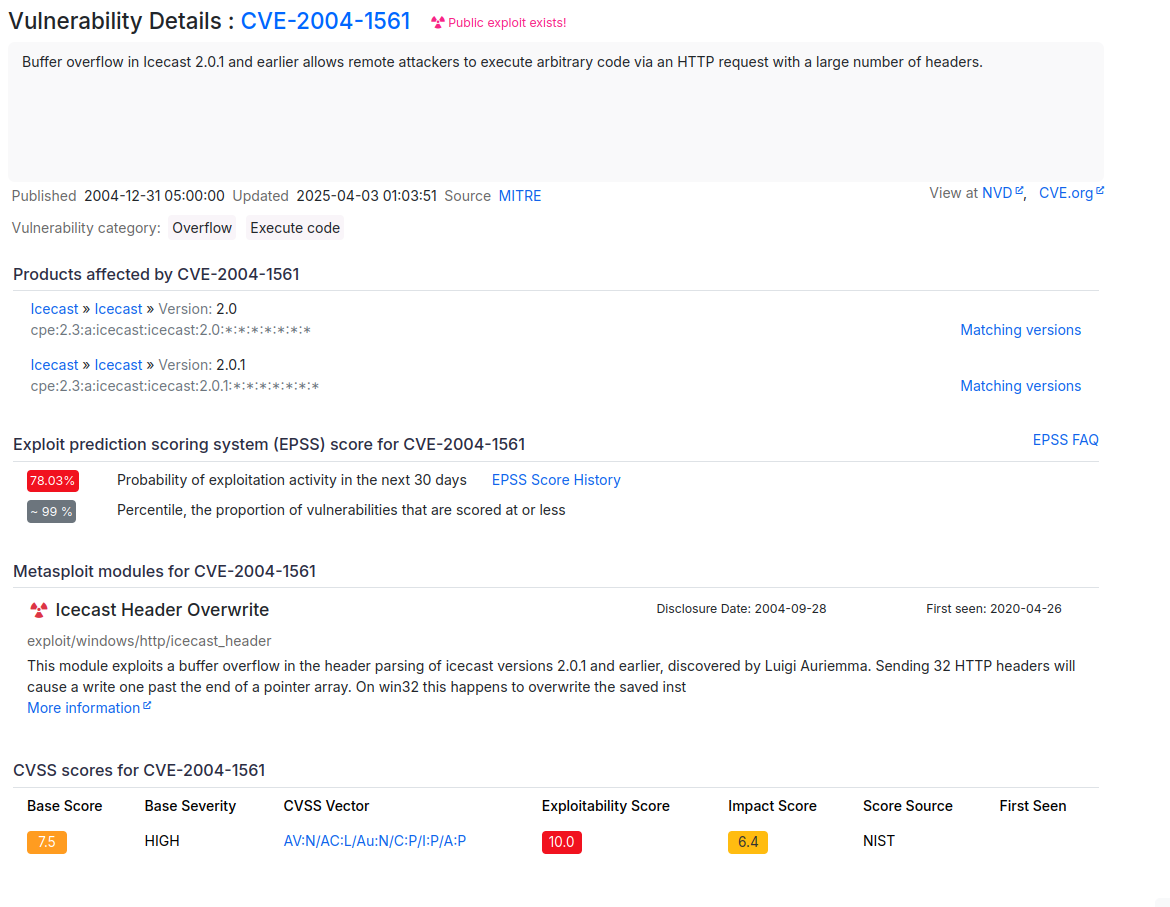 Vulnerability Details : CVE-2004-1561 Public exploit exists!
Buffer overflow in Icecast 2.0.1 and earlier allows remote attackers to execute arbitrary code via an HTTP request with a large number of headers.
Published 2004-12-31 05:00:00 Updated 2025-04-03 01:03:51 Source MITRE View at NVD, CVE.org
Vulnerability category: Overflow Execute code
Products affected by CVE-2004-1561
Icecast » Icecast » Version: 2.0
cpe:2.3:a:icecast:icecast:2.0:*:*:*:*:*:*:* Matching versions
Icecast » Icecast » Version: 2.0.1
cpe:2.3:a:icecast:icecast:2.0.1:*:*:*:*:*:*:* Matching versions
Exploit prediction scoring system (EPSS) score for CVE-2004-1561 EPSS FAQ
78.03% Probability of exploitation activity in the next 30 days EPSS Score History
~ 99 % Percentile, the proportion of vulnerabilities that are scored at or less
Metasploit modules for CVE-2004-1561
Icecast Header Overwrite Disclosure Date: 2004-09-28 First seen: 2020-04-26
exploit/windows/http/icecast_header
This module exploits a buffer overflow in the header parsing of icecast versions 2.0.1 and earlier, discovered by Luigi Auriemma. Sending 32 HTTP headers will
cause a write one past the end of a pointer array. On win32 this happens to overwrite the saved inst
More information
CVSS scores for CVE-2004-1561
Base Score Base Severity CVSS Vector Exploitability Score Impact Score Score Source First Seen
7.5 HIGH AV:N/AC:L/Au:N/C:P/I:P/A:P 10.0 6.4 NIST